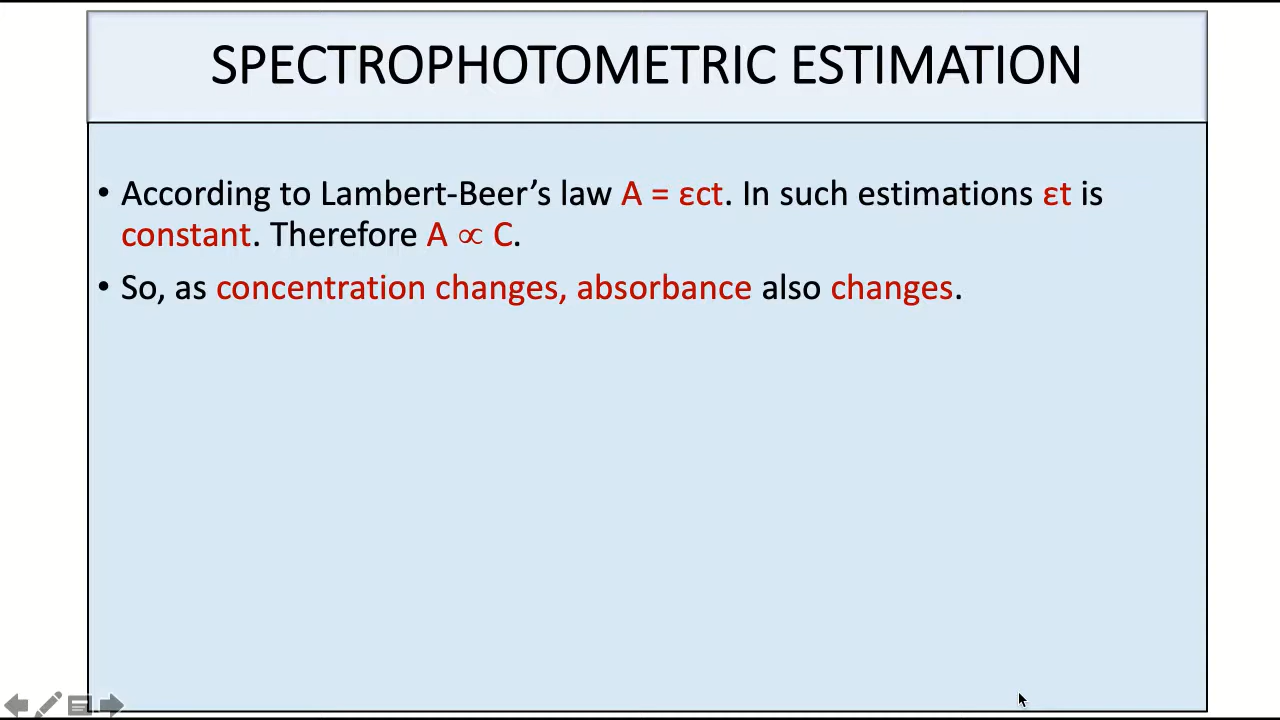 SPECTROPHOTOMETRIC ESTIMATION
• According to Lambert-Beer’s law A = εct. In such estimations εt is
constant. Therefore A ∝ C.
• So, as concentration changes, absorbance also changes.